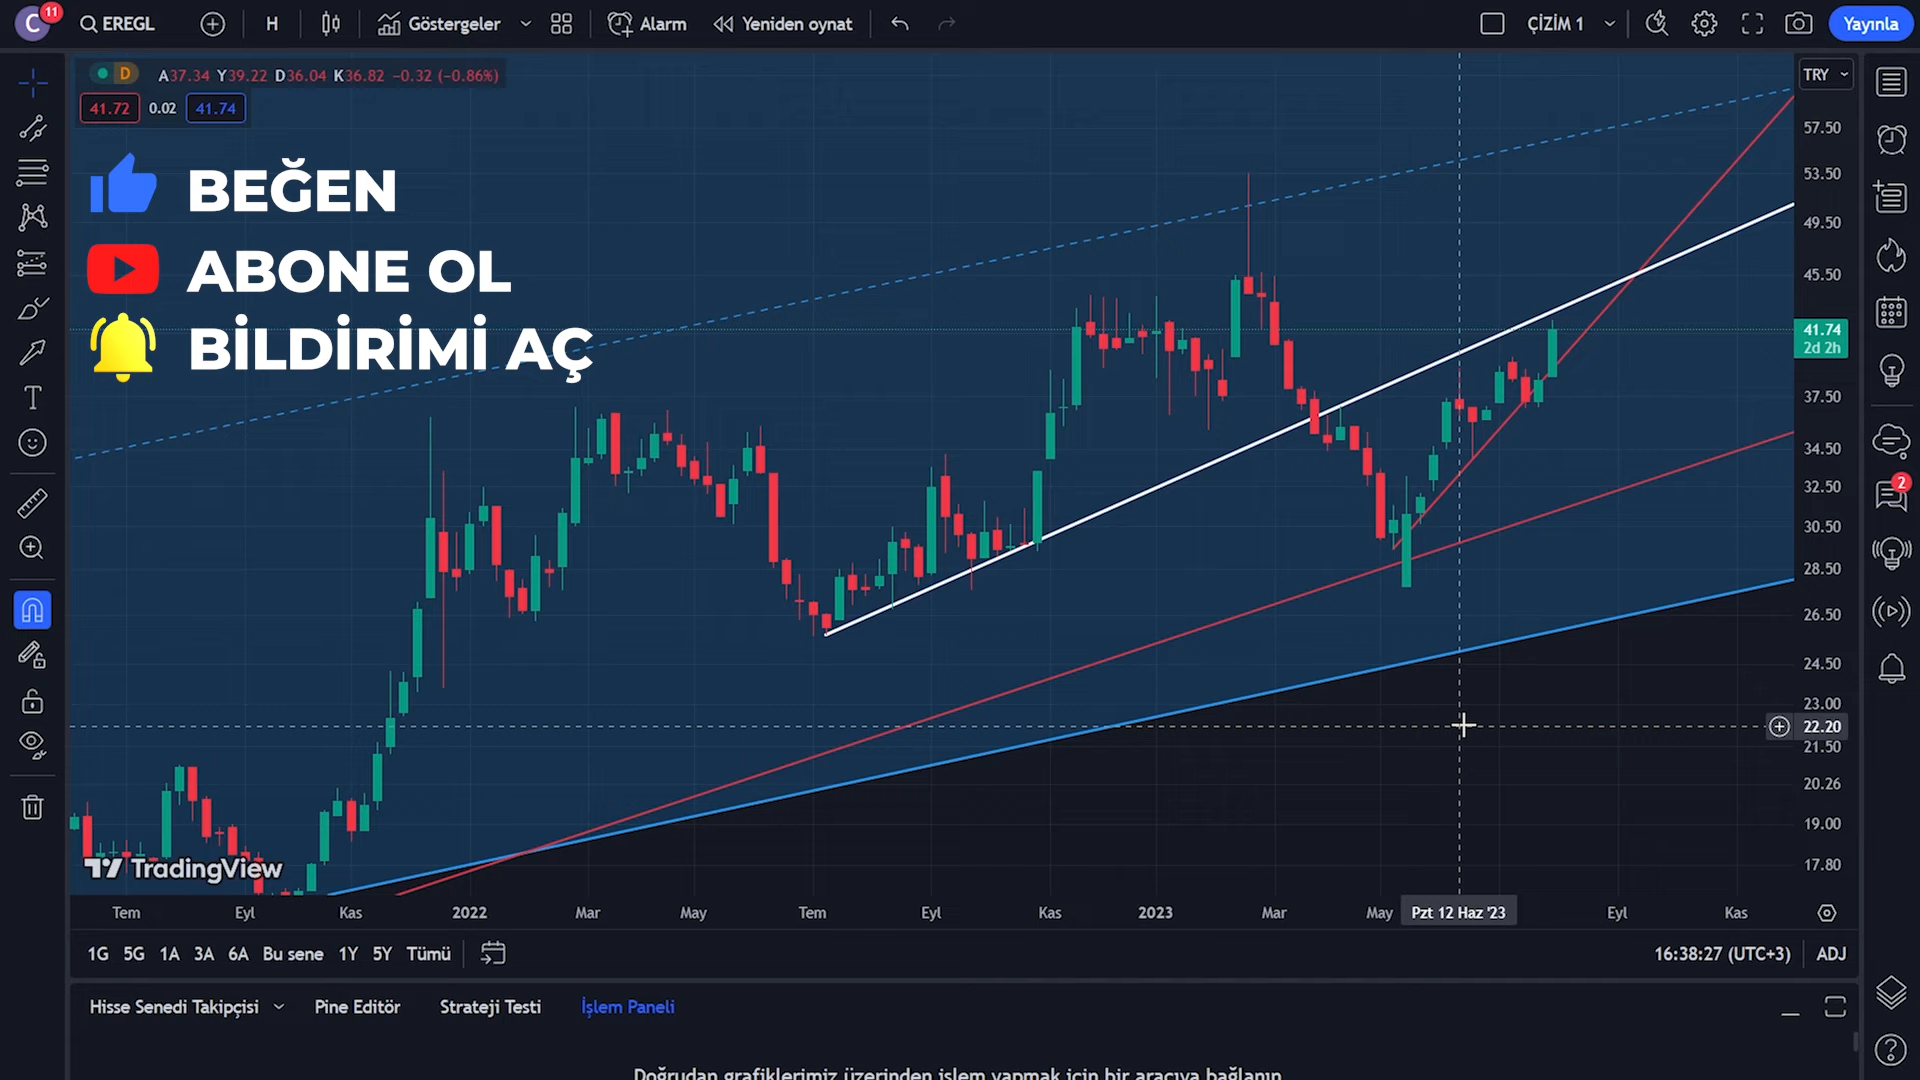 C 11 EREGL H Göstergeler Alarm Yeniden oynat ÇİZİM 1 Yayınla
D A37.34 Y39.22 D36.04 K36.82 −0.32 (−0.86%) TRY
41.72 0.02 41.74
57.50
BEĞEN
53.50
49.50
ABONE OL
45.50
BİLDİRİMİ AÇ
41.74
2d 2h
37.50
34.50
32.50
2
30.50
28.50
26.50
24.50
23.00
22.20
21.50
20.26
19.00
17.80
TradingView
Tem Eyl Kas 2022 Mar May Tem Eyl Kas 2023 Mar May Pzt 12 Haz '23 Eyl Kas
1G 5G 1A 3A 6A Bu sene 1Y 5Y Tümü 16:38:27 (UTC+3) ADJ
Hisse Senedi Takipçisi Pine Editör Strateji Testi İşlem Paneli
Doğrudan grafiklerimiz üzerinden işlem yapmak için bir aracıya bağlanın